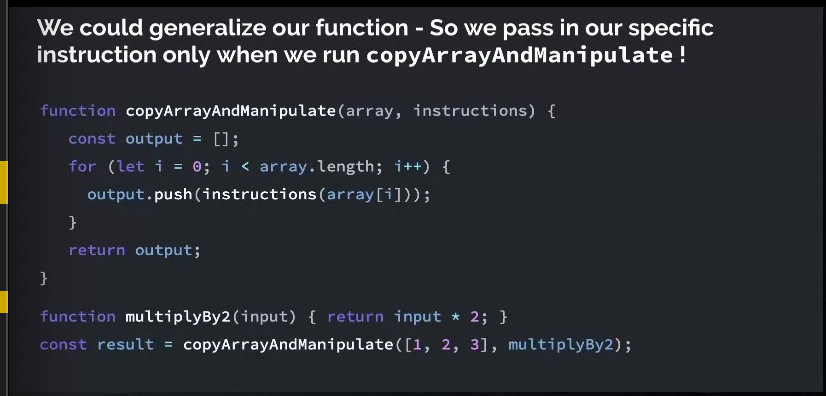 We could generalize our function - So we pass in our specific
instruction only when we run copyArrayAndManipulate !
function copyArrayAndManipulate(array, instructions) {
const output = [];
for (let i = 0; i < array.length; i++) {
output.push(instructions(array[i]));
}
return output;
}
function multiplyBy2(input) { return input * 2; }
const result = copyArrayAndManipulate([1, 2, 3], multiplyBy2);